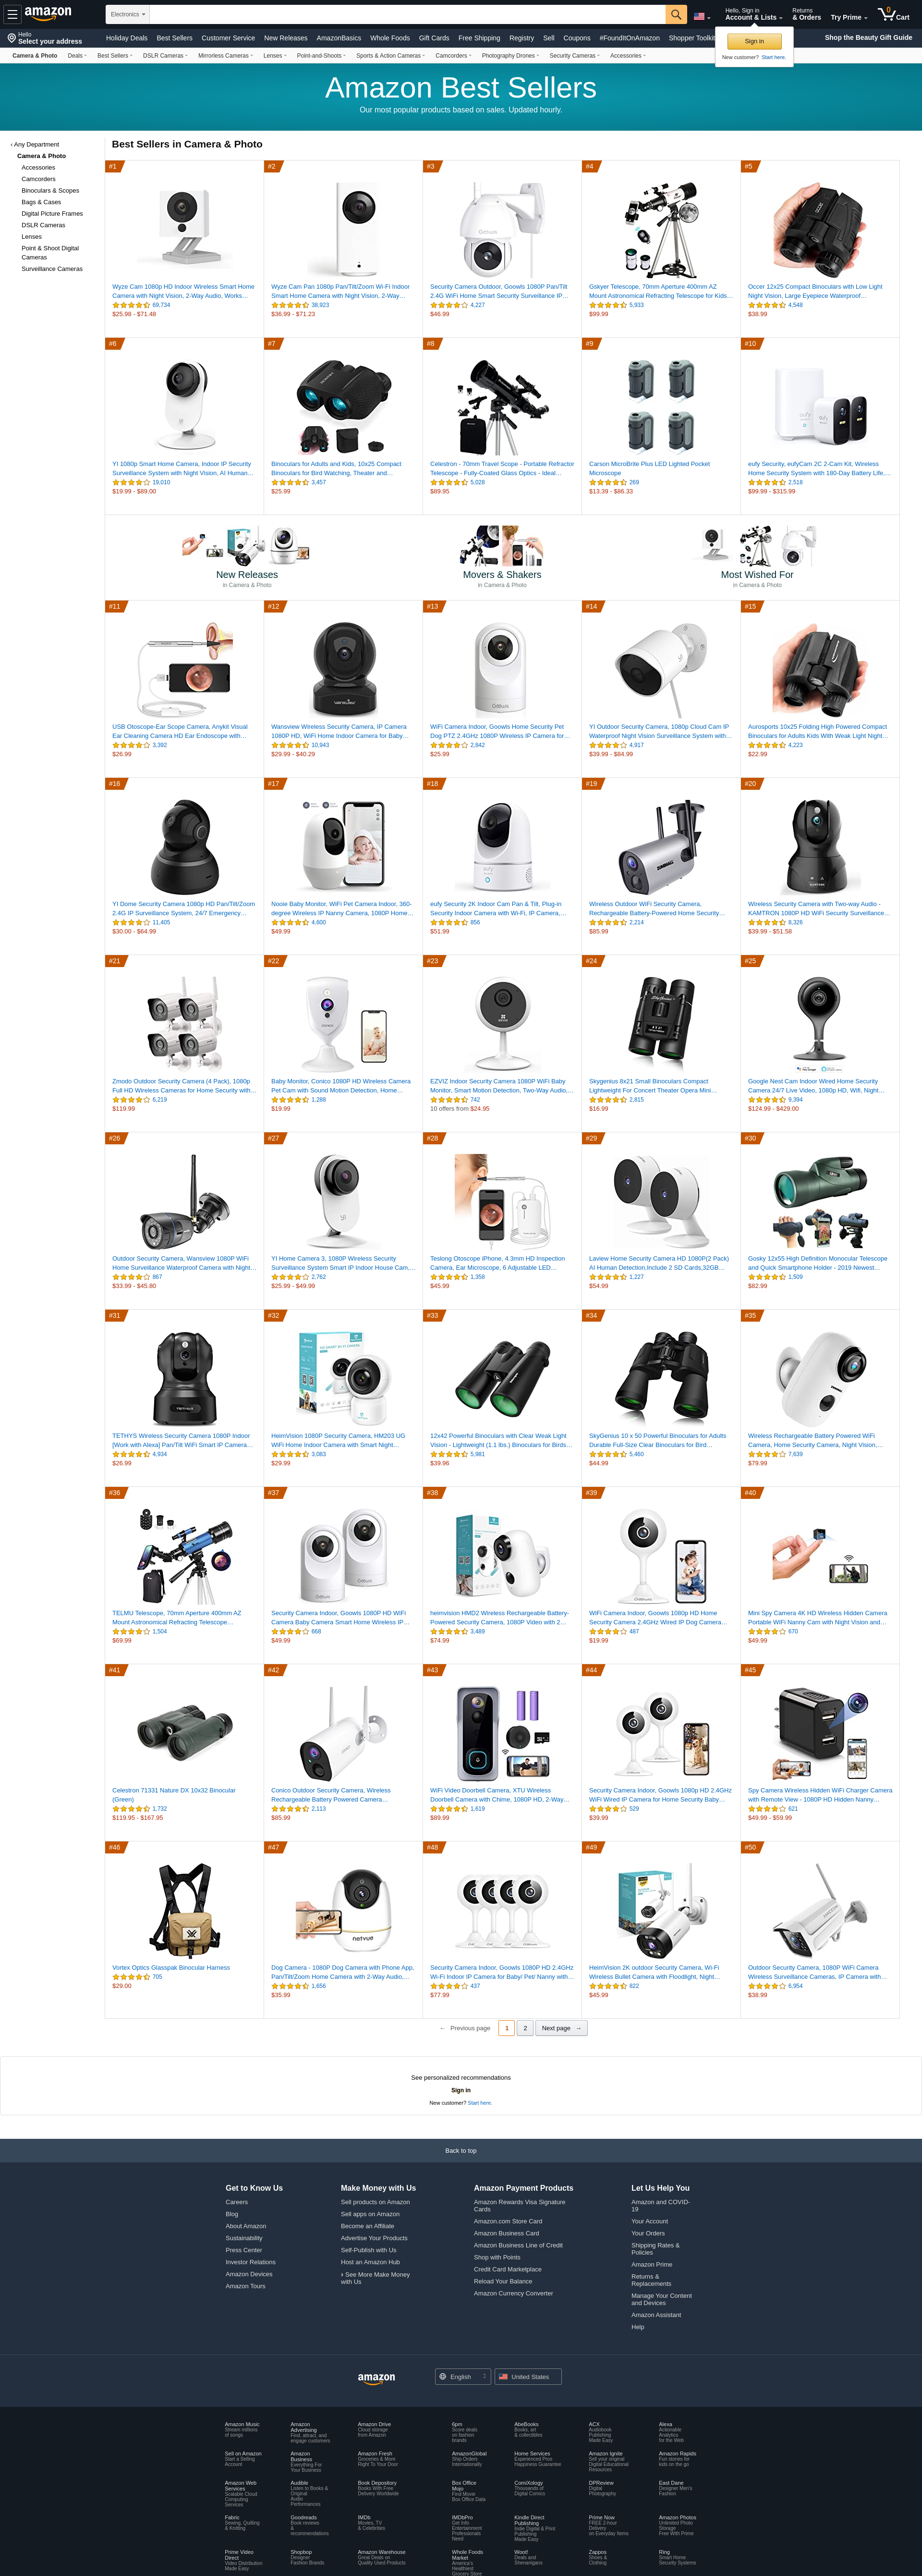 Hello
Select your address
amazon
Electronics
Hello, Sign in
Account & Lists
Returns
& Orders
Try Prime
0
Cart
Holiday Deals
Best Sellers
Customer Service
New Releases
AmazonBasics
Whole Foods
Gift Cards
Free Shipping
Registry
Sell
Coupons
#FoundItOnAmazon
Shopper Toolkit
Shop the Beauty Gift Guide
Sign in
New customer? Start here.
Camera & Photo
Deals
Best Sellers
DSLR Cameras
Mirrorless Cameras
Lenses
Point-and-Shoots
Sports & Action Cameras
Camcorders
Photography Drones
Security Cameras
Accessories
Amazon Best Sellers
Our most popular products based on sales. Updated hourly.
‹ Any Department
Camera & Photo
Accessories
Camcorders
Binoculars & Scopes
Bags & Cases
Digital Picture Frames
DSLR Cameras
Lenses
Point & Shoot Digital
Cameras
Surveillance Cameras
Best Sellers in Camera & Photo
#1
Wyze Cam 1080p HD Indoor Wireless Smart Home
Camera with Night Vision, 2-Way Audio, Works…
69,734
$25.98 - $71.48
#2
Wyze Cam Pan 1080p Pan/Tilt/Zoom Wi-Fi Indoor
Smart Home Camera with Night Vision, 2-Way…
38,923
$36.99 - $71.23
#3
Security Camera Outdoor, Goowls 1080P Pan/Tilt
2.4G WiFi Home Smart Security Surveillance IP…
4,227
$46.99
#4
Gskyer Telescope, 70mm Aperture 400mm AZ
Mount Astronomical Refracting Telescope for Kids…
5,933
$99.99
#5
Occer 12x25 Compact Binoculars with Low Light
Night Vision, Large Eyepiece Waterproof…
4,548
$38.99
#6
YI 1080p Smart Home Camera, Indoor IP Security
Surveillance System with Night Vision, AI Human…
19,010
$19.99 - $89.00
#7
Binoculars for Adults and Kids, 10x25 Compact
Binoculars for Bird Watching, Theater and…
3,457
$25.99
#8
Celestron - 70mm Travel Scope - Portable Refractor
Telescope - Fully-Coated Glass Optics - Ideal…
5,028
$89.95
#9
Carson MicroBrite Plus LED Lighted Pocket
Microscope
269
$13.39 - $86.33
#10
eufy Security, eufyCam 2C 2-Cam Kit, Wireless
Home Security System with 180-Day Battery Life,…
2,518
$99.99 - $315.99
New Releases
in Camera & Photo
Movers & Shakers
in Camera & Photo
Most Wished For
in Camera & Photo
#11
USB Otoscope-Ear Scope Camera, Anykit Visual
Ear Cleaning Camera HD Ear Endoscope with…
3,392
$26.99
#12
Wansview Wireless Security Camera, IP Camera
1080P HD, WiFi Home Indoor Camera for Baby…
10,943
$29.99 - $40.29
#13
WiFi Camera Indoor, Goowls Home Security Pet
Dog PTZ 2.4GHz 1080P Wireless IP Camera for…
2,842
$25.99
#14
YI Outdoor Security Camera, 1080p Cloud Cam IP
Waterproof Night Vision Surveillance System with…
4,917
$39.99 - $84.99
#15
Aurosports 10x25 Folding High Powered Compact
Binoculars for Adults Kids With Weak Light Night…
4,223
$22.99
#16
YI Dome Security Camera 1080p HD Pan/Tilt/Zoom
2.4G IP Surveillance System, 24/7 Emergency…
11,405
$30.00 - $64.99
#17
Nooie Baby Monitor, WiFi Pet Camera Indoor, 360-
degree Wireless IP Nanny Camera, 1080P Home…
4,600
$49.99
#18
eufy Security 2K Indoor Cam Pan & Tilt, Plug-in
Security Indoor Camera with Wi-Fi, IP Camera,…
856
$51.99
#19
Wireless Outdoor WiFi Security Camera,
Rechargeable Battery-Powered Home Security…
2,214
$85.99
#20
Wireless Security Camera with Two-way Audio -
KAMTRON 1080P HD WiFi Security Surveillance…
8,326
$39.99 - $51.58
#21
Zmodo Outdoor Security Camera (4 Pack), 1080p
Full HD Wireless Cameras for Home Security with…
6,219
$119.99
#22
Baby Monitor, Conico 1080P HD Wireless Camera
Pet Cam with Sound Motion Detection, Home…
1,288
$19.99
#23
EZVIZ Indoor Security Camera 1080P WiFi Baby
Monitor, Smart Motion Detection, Two-Way Audio,…
742
10 offers from $24.95
#24
Skygenius 8x21 Small Binoculars Compact
Lightweight For Concert Theater Opera Mini…
2,815
$16.99
#25
Google Nest Cam Indoor Wired Home Security
Camera 24/7 Live Video, 1080p HD, Wifi, Night…
9,394
$124.99 - $429.00
#26
Outdoor Security Camera, Wansview 1080P WiFi
Home Surveillance Waterproof Camera with Night…
867
$33.99 - $45.80
#27
YI Home Camera 3, 1080P Wireless Security
Surveillance System Smart IP Indoor House Cam,…
2,762
$25.99 - $49.99
#28
Teslong Otoscope iPhone, 4.3mm HD Inspection
Camera, Ear Microscope, 6 Adjustable LED…
1,358
$45.99
#29
Laview Home Security Camera HD 1080P(2 Pack)
AI Human Detection,Include 2 SD Cards,32GB…
1,227
$54.99
#30
Gosky 12x55 High Definition Monocular Telescope
and Quick Smartphone Holder - 2019 Newest…
1,509
$82.99
#31
TETHYS Wireless Security Camera 1080P Indoor
[Work with Alexa] Pan/Tilt WiFi Smart IP Camera…
4,934
$26.99
#32
HeimVision 1080P Security Camera, HM203 UG
WiFi Home Indoor Camera with Smart Night…
3,083
$29.99
#33
12x42 Powerful Binoculars with Clear Weak Light
Vision - Lightweight (1.1 lbs.) Binoculars for Birds…
5,981
$39.96
#34
SkyGenius 10 x 50 Powerful Binoculars for Adults
Durable Full-Size Clear Binoculars for Bird…
5,460
$44.99
#35
Wireless Rechargeable Battery Powered WiFi
Camera, Home Security Camera, Night Vision,…
7,639
$79.99
#36
TELMU Telescope, 70mm Aperture 400mm AZ
Mount Astronomical Refracting Telescope…
1,504
$69.99
#37
Security Camera Indoor, Goowls 1080P HD WiFi
Camera Baby Camera Smart Home Wireless IP…
668
$49.99
#38
heimvision HMD2 Wireless Rechargeable Battery-
Powered Security Camera, 1080P Video with 2…
3,489
$74.99
#39
WiFi Camera Indoor, Goowls 1080p HD Home
Security Camera 2.4GHz Wired IP Dog Camera…
487
$19.99
#40
Mini Spy Camera 4K HD Wireless Hidden Camera
Portable WiFi Nanny Cam with Night Vision and…
670
$49.99
#41
Celestron 71331 Nature DX 10x32 Binocular
(Green)
1,732
$119.95 - $167.95
#42
Conico Outdoor Security Camera, Wireless
Rechargeable Battery Powered Camera…
2,113
$85.99
#43
WiFi Video Doorbell Camera, XTU Wireless
Doorbell Camera with Chime, 1080P HD, 2-Way…
1,619
$89.99
#44
Security Camera Indoor, Goowls 1080p HD 2.4GHz
WiFi Wired IP Camera for Home Security Baby…
529
$39.99
#45
Spy Camera Wireless Hidden WiFi Charger Camera
with Remote View - 1080P HD Hidden Nanny…
621
$49.99 - $59.99
#46
Vortex Optics Glasspak Binocular Harness
705
$29.00
#47
netvue
Dog Camera - 1080P Dog Camera with Phone App,
Pan/Tilt/Zoom Home Camera with 2-Way Audio,…
1,656
$35.99
#48
Security Camera Indoor, Goowls 1080P HD 2.4GHz
Wi-Fi Indoor IP Camera for Baby/ Pet/ Nanny with…
437
$77.99
#49
HeimVision 2K outdoor Security Camera, Wi-Fi
Wireless Bullet Camera with Floodlight, Night…
822
$45.99
#50
Outdoor Security Camera, 1080P WiFi Camera
Wireless Surveillance Cameras, IP Camera with…
6,954
$38.99
← Previous page
1
2
Next page →
See personalized recommendations
Sign in
New customer? Start here.
Back to top
Get to Know Us
Careers
Blog
About Amazon
Sustainability
Press Center
Investor Relations
Amazon Devices
Amazon Tours
Make Money with Us
Sell products on Amazon
Sell apps on Amazon
Become an Affiliate
Advertise Your Products
Self-Publish with Us
Host an Amazon Hub
› See More Make Money
with Us
Amazon Payment Products
Amazon Rewards Visa Signature
Cards
Amazon.com Store Card
Amazon Business Card
Amazon Business Line of Credit
Shop with Points
Credit Card Marketplace
Reload Your Balance
Amazon Currency Converter
Let Us Help You
Amazon and COVID-
19
Your Account
Your Orders
Shipping Rates &
Policies
Amazon Prime
Returns &
Replacements
Manage Your Content
and Devices
Amazon Assistant
Help
amazon
English
United States
Amazon Music
Stream millions
of songs
Amazon
Advertising
Find, attract, and
engage customers
Amazon Drive
Cloud storage
from Amazon
6pm
Score deals
on fashion
brands
AbeBooks
Books, art
& collectibles
ACX
Audiobook
Publishing
Made Easy
Alexa
Actionable
Analytics
for the Web
Sell on Amazon
Start a Selling
Account
Amazon
Business
Everything For
Your Business
Amazon Fresh
Groceries & More
Right To Your Door
AmazonGlobal
Ship Orders
Internationally
Home Services
Experienced Pros
Happiness Guarantee
Amazon Ignite
Sell your original
Digital Educational
Resources
Amazon Rapids
Fun stories for
kids on the go
Amazon Web
Services
Scalable Cloud
Computing
Services
Audible
Listen to Books &
Original
Audio
Performances
Book Depository
Books With Free
Delivery Worldwide
Box Office
Mojo
Find Movie
Box Office Data
ComiXology
Thousands of
Digital Comics
DPReview
Digital
Photography
East Dane
Designer Men's
Fashion
Fabric
Sewing, Quilting
& Knitting
Goodreads
Book reviews
&
recommendations
IMDb
Movies, TV
& Celebrities
IMDbPro
Get Info
Entertainment
Professionals
Need
Kindle Direct
Publishing
Indie Digital & Print
Publishing
Made Easy
Prime Now
FREE 2-hour
Delivery
on Everyday Items
Amazon Photos
Unlimited Photo
Storage
Free With Prime
Prime Video
Direct
Video Distribution
Made Easy
Shopbop
Designer
Fashion Brands
Amazon Warehouse
Great Deals on
Quality Used Products
Whole Foods
Market
America's
Healthiest
Grocery Store
Woot!
Deals and
Shenanigans
Zappos
Shoes &
Clothing
Ring
Smart Home
Security Systems